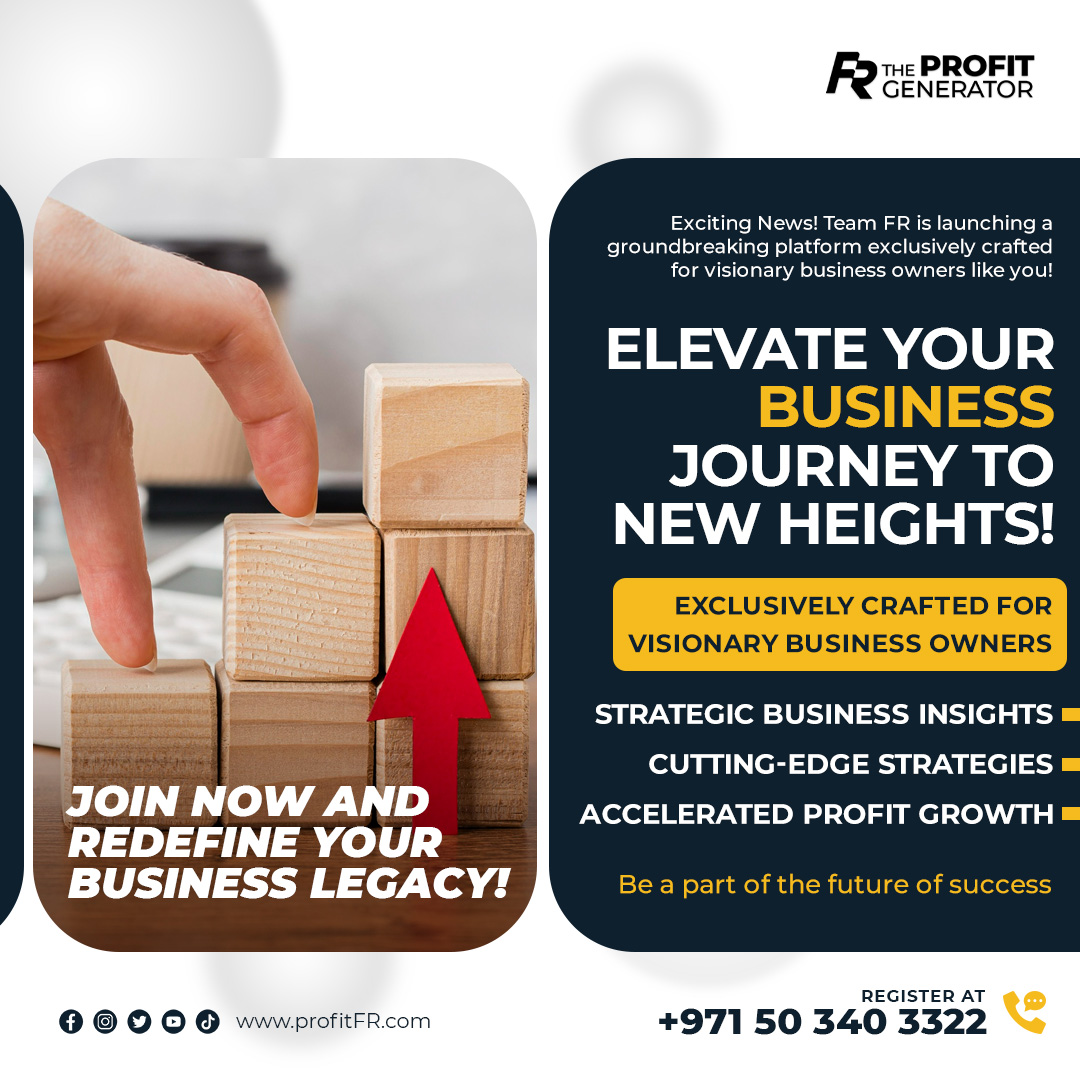 FR THE PROFIT
GENERATOR
Exciting News! Team FR is launching a
groundbreaking platform exclusively crafted
for visionary business owners like you!
ELEVATE YOUR
BUSINESS
JOURNEY TO
NEW HEIGHTS!
EXCLUSIVELY CRAFTED FOR
VISIONARY BUSINESS OWNERS
STRATEGIC BUSINESS INSIGHTS
CUTTING-EDGE STRATEGIES
ACCELERATED PROFIT GROWTH
Be a part of the future of success
JOIN NOW AND
REDEFINE YOUR
BUSINESS LEGACY!
www.profitFR.com
REGISTER AT
+971 50 340 3322